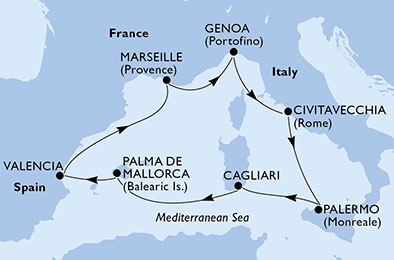 France
GENOA
(Portofino)
MARSEILLE
(Provence)
Italy
CIVITAVECCHIA
(Rome)
VALENCIA
PALMA DE
MALLORCA
(Balearic Is.)
CAGLIARI
Spain
PALERMO
(Monreale)
Mediterranean Sea